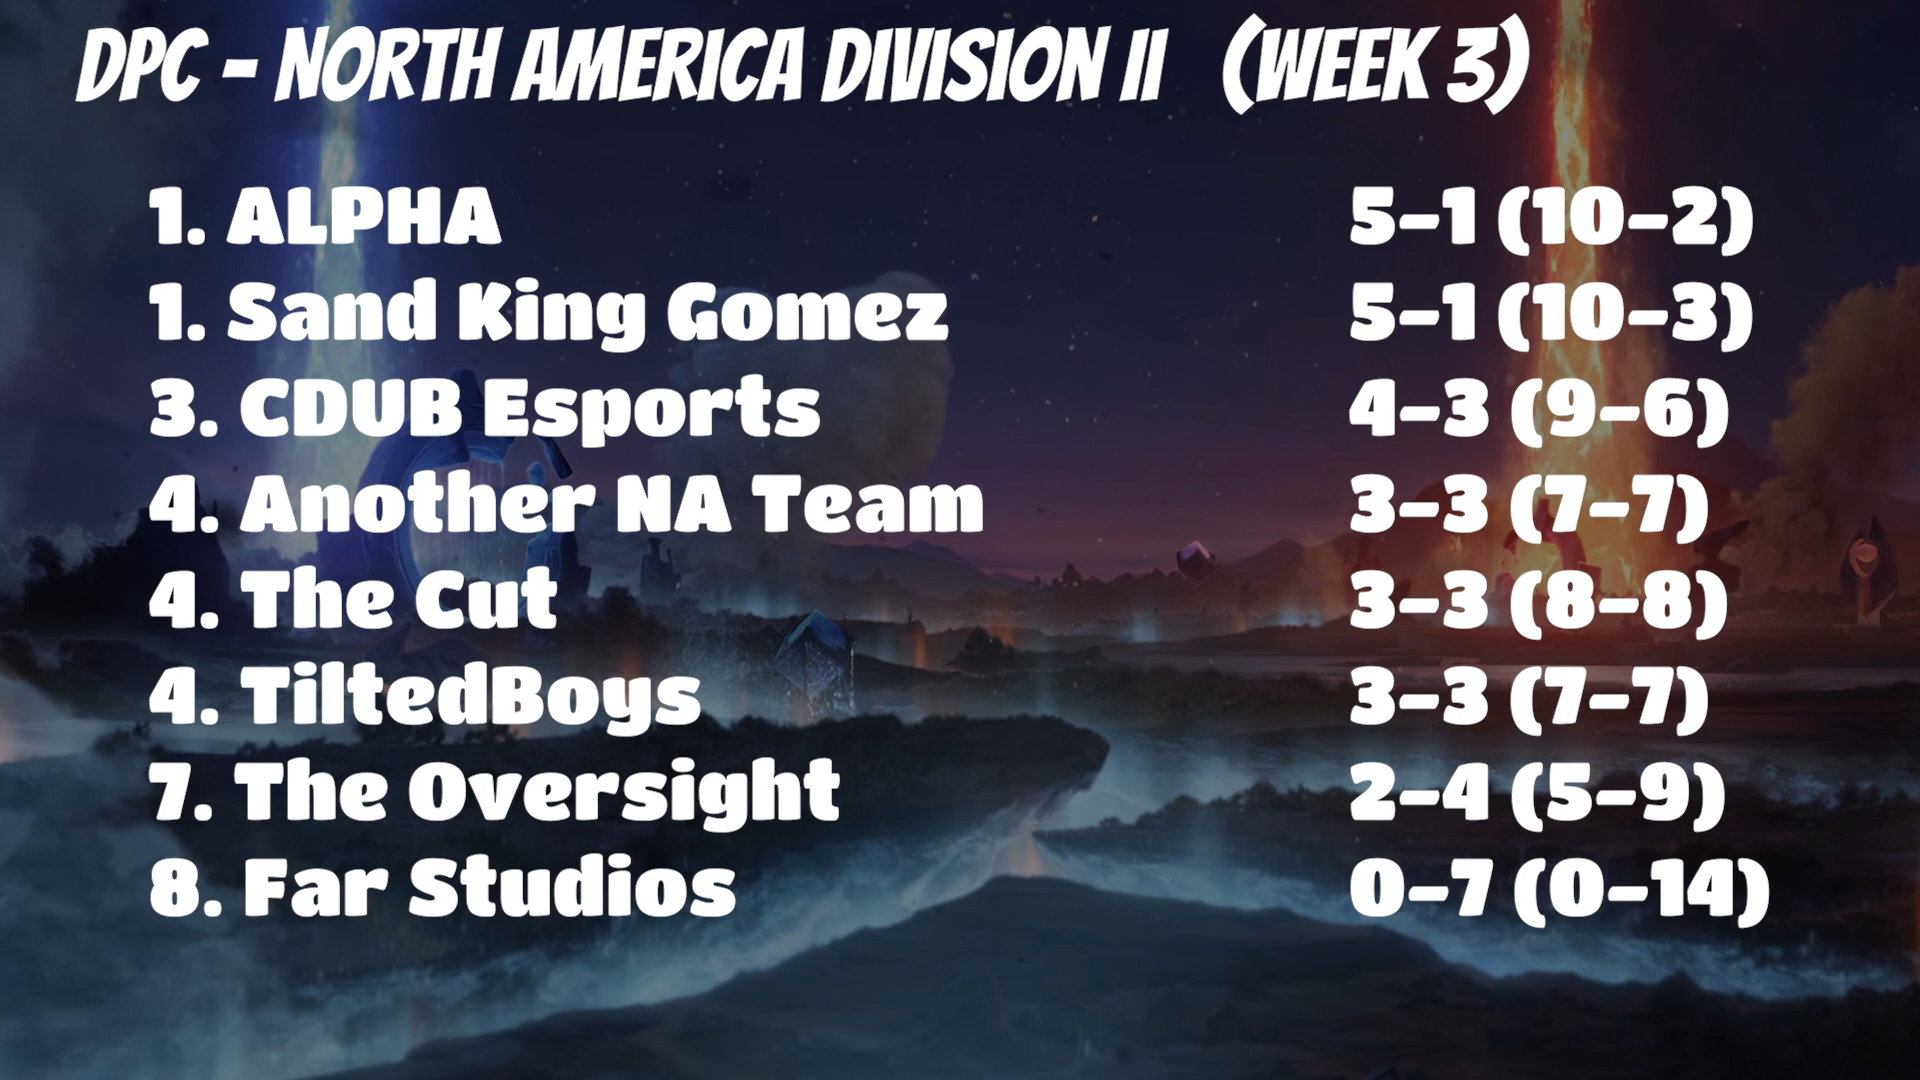 DPC - NORTH AMERICA DIVISION II (WEEK 3)
1. ALPHA 5-1 (10-2)
1. Sand King Gomez 5-1 (10-3)
3. CDUB Esports 4-3 (9-6)
4. Another NA Team 3-3 (7-7)
4. The Cut 3-3 (8-8)
4. TiltedBoys 3-3 (7-7)
7. The Oversight 2-4 (5-9)
8. Far Studios 0-7 (0-14)